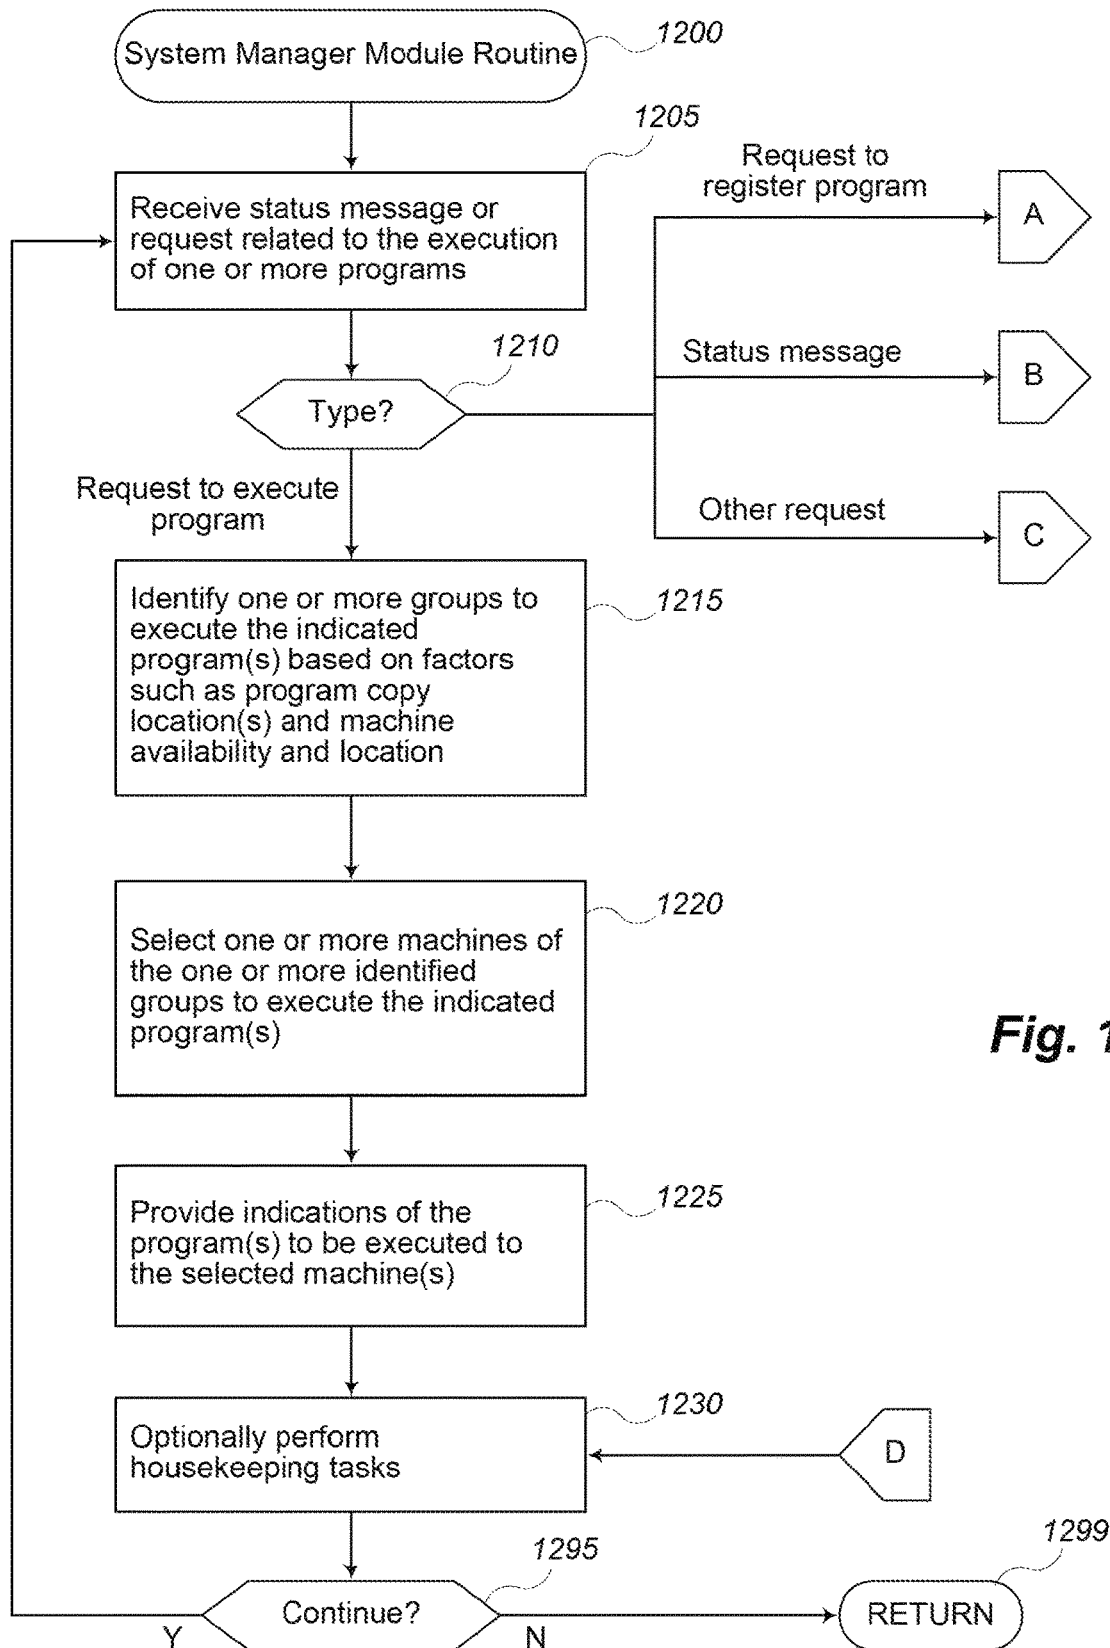 System Manager Module Routine
1200
1205
Receive status message or
request related to the execution
of one or more programs
Request to
register program
A
1210
Type?
Status message
B
Other request
C
Request to execute
program
1215
Identify one or more groups to
execute the indicated
program(s) based on factors
such as program copy
location(s) and machine
availability and location
1220
Select one or more machines of
the one or more identified
groups to execute the indicated
program(s)
Fig. 1
1225
Provide indications of the
program(s) to be executed to
the selected machine(s)
1230
Optionally perform
housekeeping tasks
D
1295
Continue?
Y
N
1299
RETURN